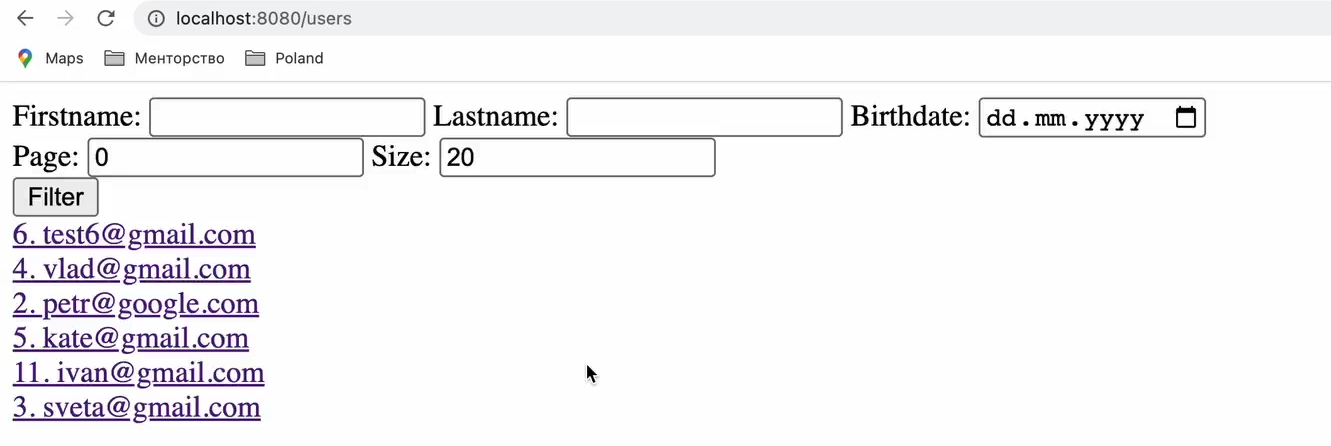 localhost:8080/users
Maps Менторство Poland
Firstname: Lastname: Birthdate: dd.mm.yyyy
Page: 0 Size: 20
Filter
6. test6@gmail.com
4. vlad@gmail.com
2. petr@google.com
5. kate@gmail.com
11. ivan@gmail.com
3. sveta@gmail.com